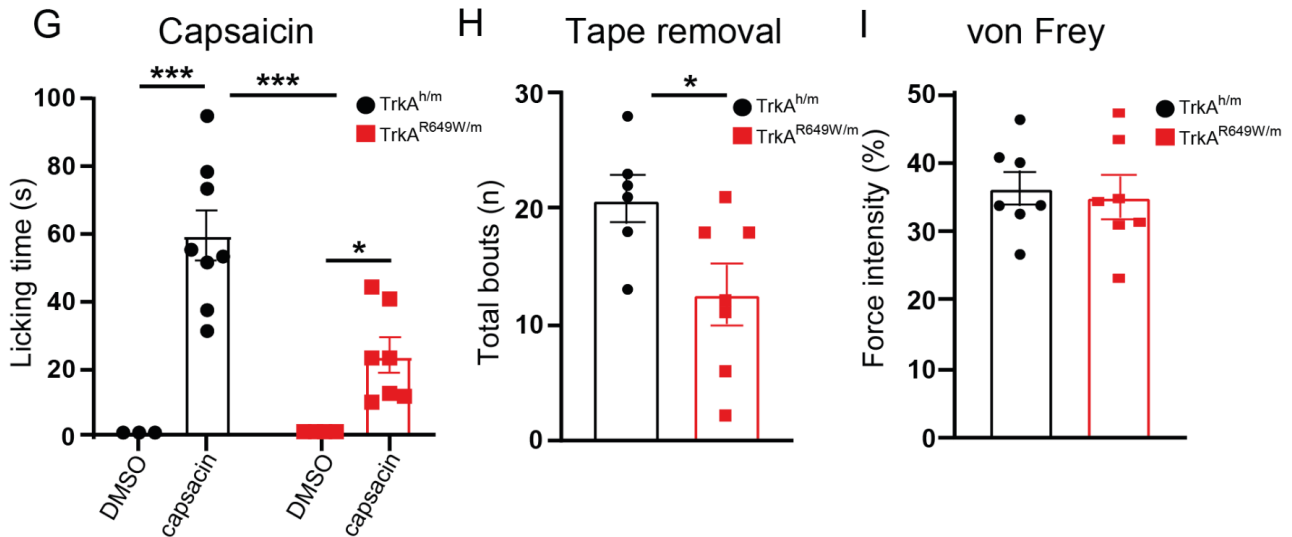 G Capsaicin
*** ***
TrkA^h/m
TrkA^R649W/m
*
Licking time (s)
100
80
60
40
20
0
DMSO
capsacin
DMSO
capsacin
H Tape removal
*
TrkA^h/m
TrkA^R649W/m
Total bouts (n)
30
20
10
0
I von Frey
TrkA^h/m
TrkA^R649W/m
Force intensity (%)
50
40
30
20
10
0